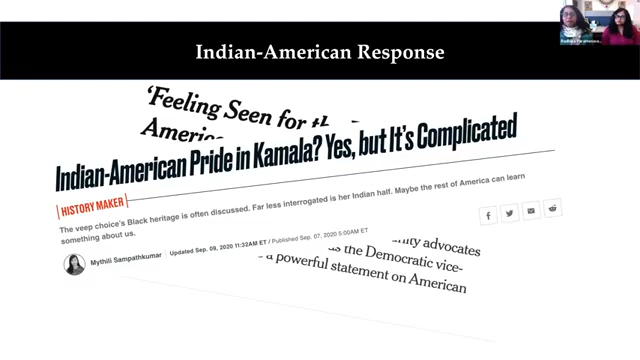 Indian-American Response
'Feeling Seen for
Americ
Indian-American Pride in Kamala? Yes, but It's Complicated
HISTORY MAKER
The veep choice's Black heritage is often discussed. Far less interrogated is her Indian half. Maybe the rest of America can learn
something about us.
Mythili Sampathkumar
Updated Sep. 09, 2020 11:32AM ET / Published Sep. 07, 2020 5:00AM ET
advocates
as the Democratic vice-
a powerful statement on American